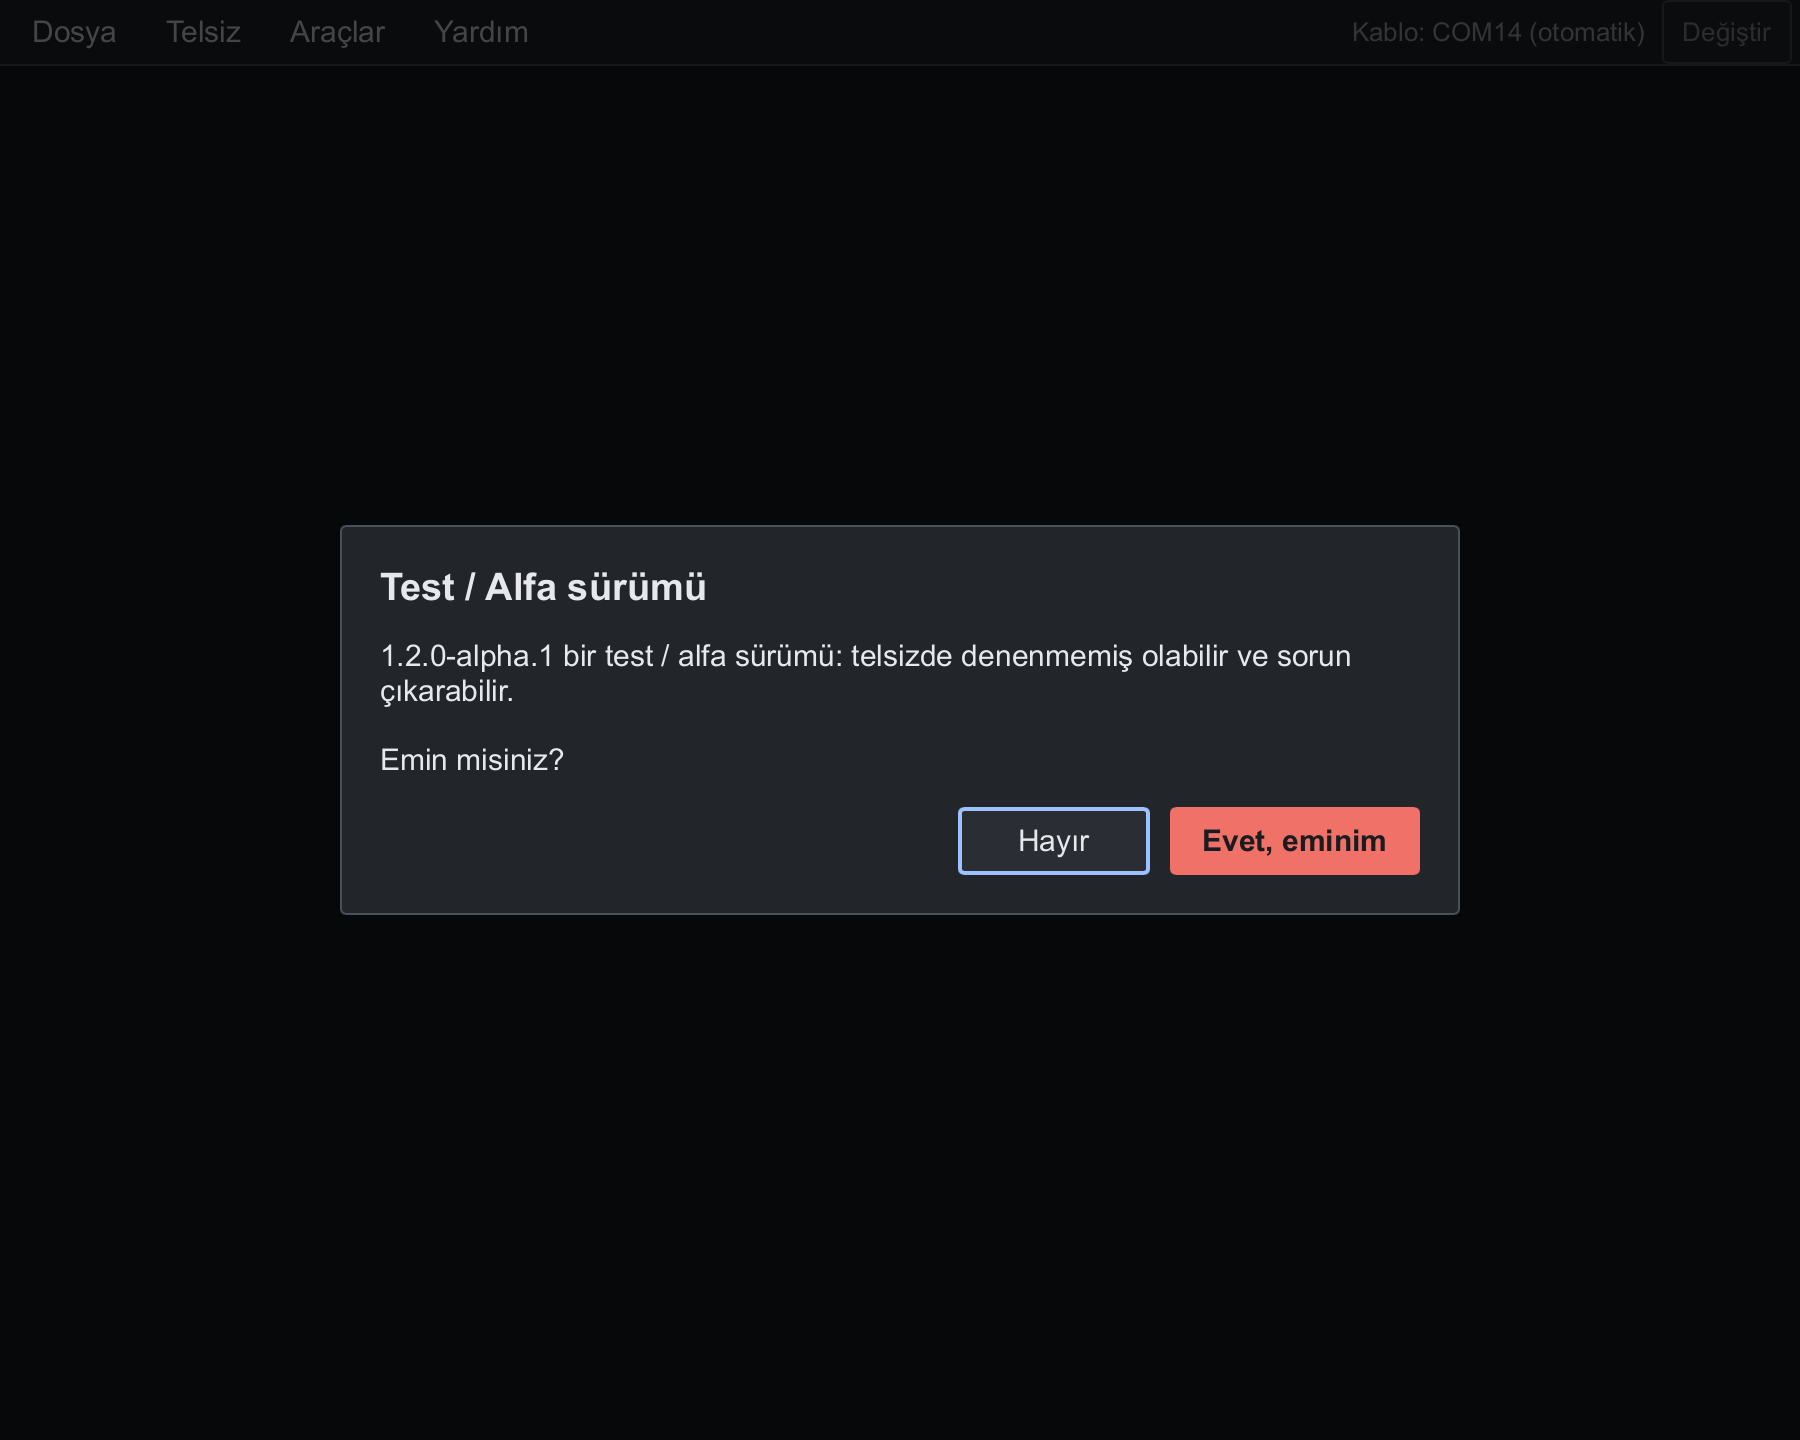 Dosya Telsiz Araçlar Yardım Kablo: COM14 (otomatik) Değiştir
Test / Alfa sürümü
1.2.0-alpha.1 bir test / alfa sürümü: telsizde denenmemiş olabilir ve sorun
çıkarabilir.
Emin misiniz?
Hayır Evet, eminim